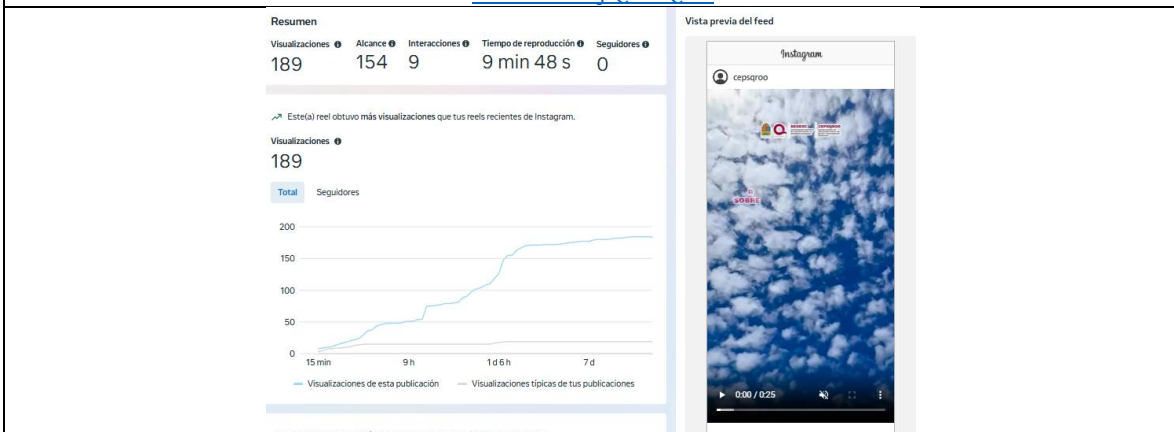 Resumen
Visualizaciones Alcance Interacciones Tiempo de reproducción Seguidores
189 154 9 9 min 48 s 0
Este(a) reel obtuvo más visualizaciones que tus reels recientes de Instagram.
Visualizaciones
189
Total Seguidores
200
150
100
50
0
15 min 9 h 1 d 6 h 7 d
Visualizaciones de esta publicación Visualizaciones típicas de tus publicaciones
Vista previa del feed
Instagram
cepsqroo
SOBRE
0:00 / 0:25